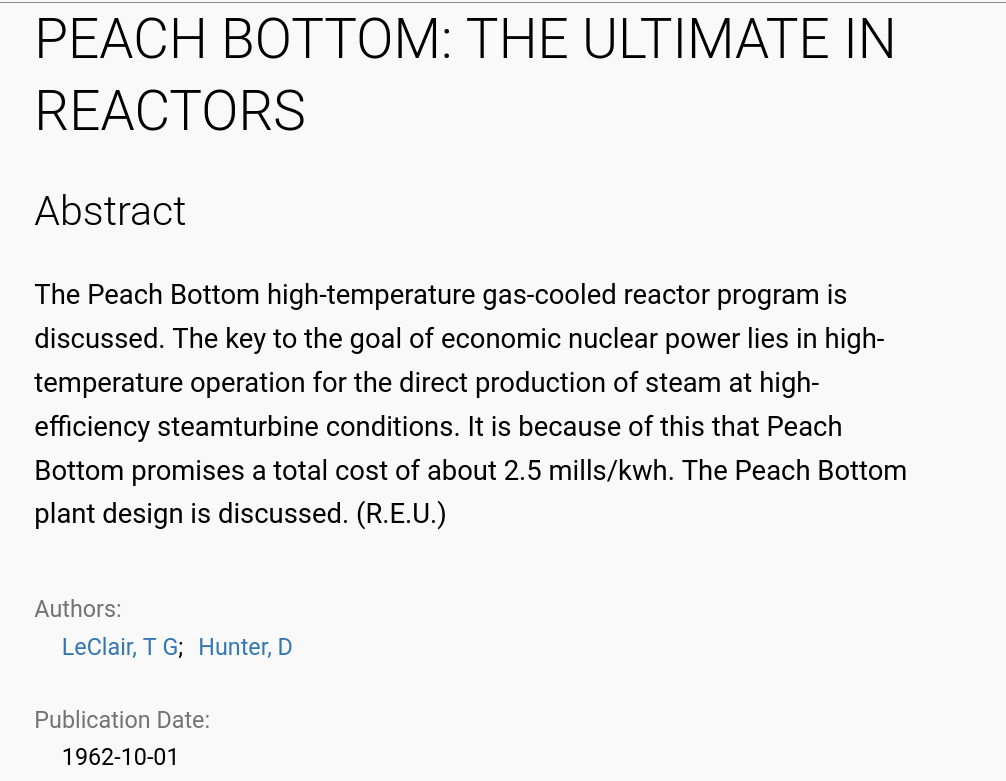 PEACH BOTTOM: THE ULTIMATE IN
REACTORS
Abstract
The Peach Bottom high-temperature gas-cooled reactor program is
discussed. The key to the goal of economic nuclear power lies in high-
temperature operation for the direct production of steam at high-
efficiency steamturbine conditions. It is because of this that Peach
Bottom promises a total cost of about 2.5 mills/kwh. The Peach Bottom
plant design is discussed. (R.E.U.)
Authors:
LeClair, T G; Hunter, D
Publication Date:
1962-10-01